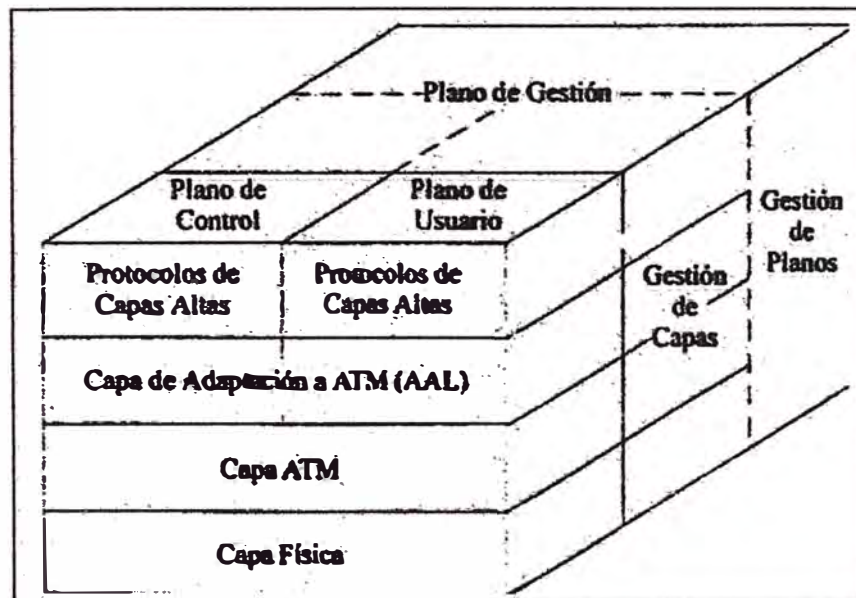 Plano de Gestión
Plano de
Control
Plano de
Usuario
Gestión
de
Planos
Protocolos de
Capas Altas
Protocolos de
Capas Altas
Gestión
de
Capas
Capa de Adaptación a ATM (AAL)
Capa ATM
Capa Física